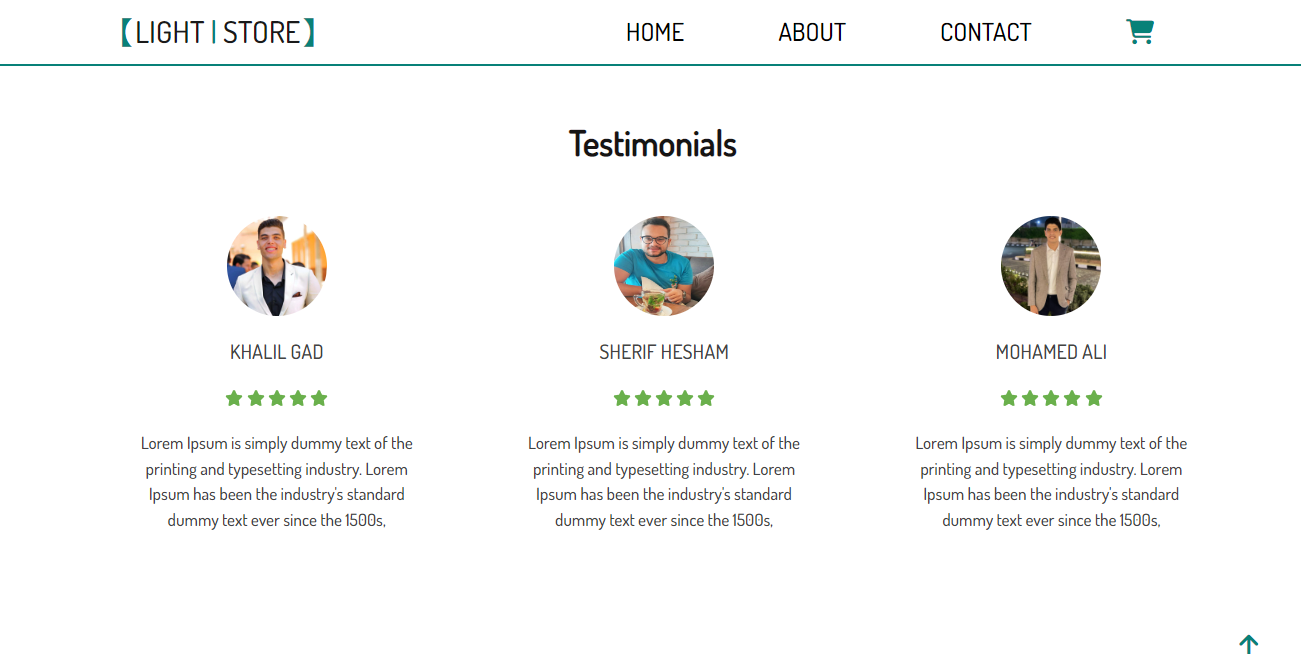 【LIGHT | STORE】
HOME
ABOUT
CONTACT
Testimonials
KHALIL GAD
Lorem Ipsum is simply dummy text of the
printing and typesetting industry. Lorem
Ipsum has been the industry's standard
dummy text ever since the 1500s,
SHERIF HESHAM
Lorem Ipsum is simply dummy text of the
printing and typesetting industry. Lorem
Ipsum has been the industry's standard
dummy text ever since the 1500s,
MOHAMED ALI
Lorem Ipsum is simply dummy text of the
printing and typesetting industry. Lorem
Ipsum has been the industry's standard
dummy text ever since the 1500s,